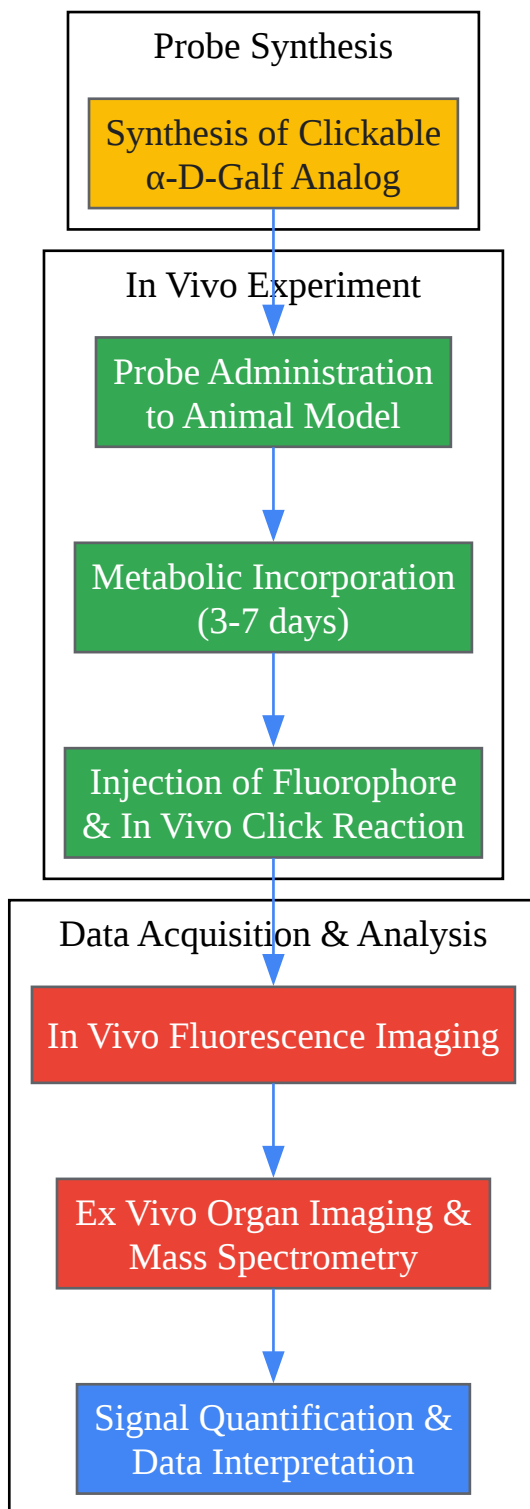 Probe Synthesis
Synthesis of Clickable
α-D-Galf Analog
In Vivo Experiment
Probe Administration
to Animal Model
Metabolic Incorporation
(3-7 days)
Injection of Fluorophore
& In Vivo Click Reaction
Data Acquisition & Analysis
In Vivo Fluorescence Imaging
Ex Vivo Organ Imaging &
Mass Spectrometry
Signal Quantification &
Data Interpretation